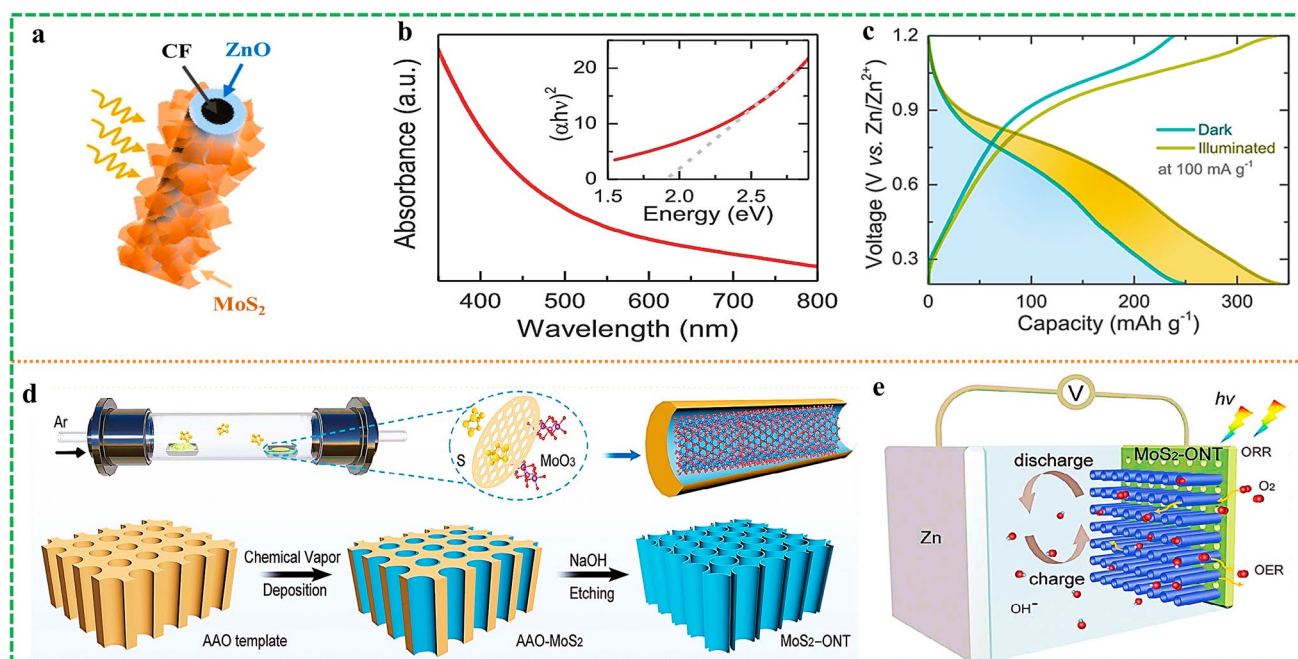 a
CF
ZnO
MoS2
b
Absorbance (a.u.)
400 500 600 700 800
Wavelength (nm)
(αhν)²
20
10
0
1.5 2.0 2.5
Energy (eV)
c
Voltage (V vs. Zn/Zn²⁺)
1.2
0.9
0.6
0.3
Dark
Illuminated
at 100 mA g⁻¹
0 100 200 300
Capacity (mAh g⁻¹)
d
Ar
S
MoO₃
Chemical Vapor
Deposition
NaOH
Etching
AAO template
AAO-MoS₂
MoS₂-ONT
e
V
hv
MoS₂-ONT
ORR
O₂
discharge
Zn
charge
OER
OH⁻